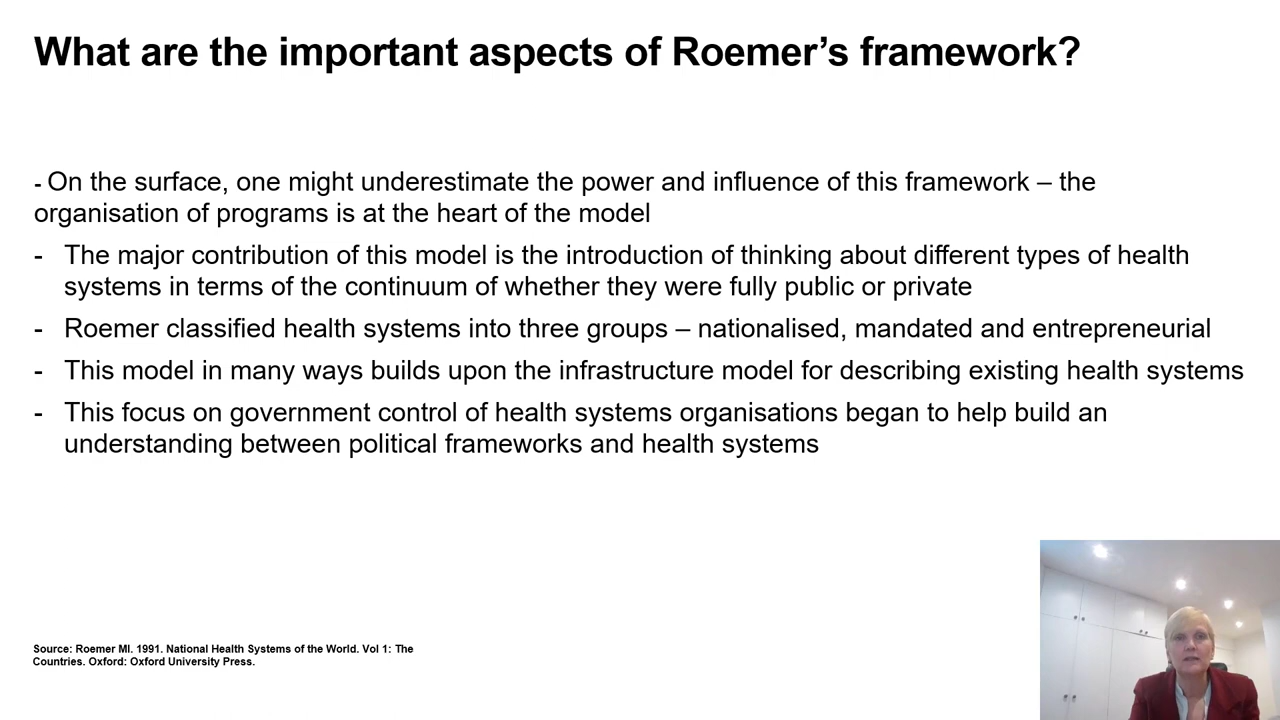 What are the important aspects of Roemer’s framework?
- On the surface, one might underestimate the power and influence of this framework – the
organisation of programs is at the heart of the model
- The major contribution of this model is the introduction of thinking about different types of health
systems in terms of the continuum of whether they were fully public or private
- Roemer classified health systems into three groups – nationalised, mandated and entrepreneurial
- This model in many ways builds upon the infrastructure model for describing existing health systems
- This focus on government control of health systems organisations began to help build an
understanding between political frameworks and health systems
Source: Roemer MI. 1991. National Health Systems of the World. Vol 1: The
Countries. Oxford: Oxford University Press.